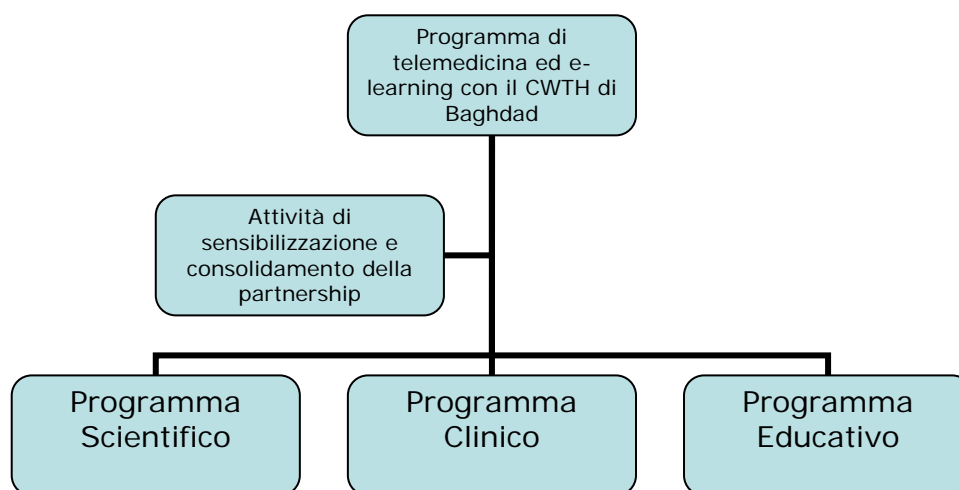 Programma di
telemedicina ed e-
learning con il CWTH di
Baghdad
Attività di
sensibilizzazione e
consolidamento della
partnership
Programma
Scientifico
Programma
Clinico
Programma
Educativo